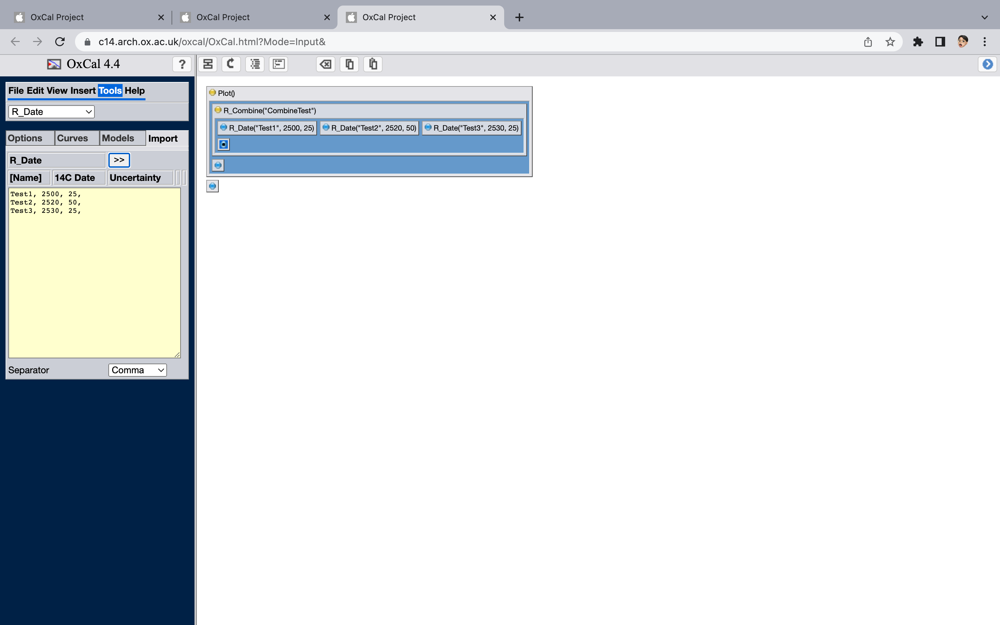 OxCal Project
OxCal Project
OxCal Project
c14.arch.ox.ac.uk/oxcal/OxCal.html?Mode=Input&
OxCal 4.4
?
File Edit View Insert Tools Help
R_Date
Options Curves Models Import
R_Date >>
[Name] 14C Date Uncertainty
Test1, 2500, 25,
Test2, 2520, 50,
Test3, 2530, 25,
Separator Comma
Plot()
R_Combine("CombineTest")
R_Date("Test1", 2500, 25) R_Date("Test2", 2520, 50) R_Date("Test3", 2530, 25)